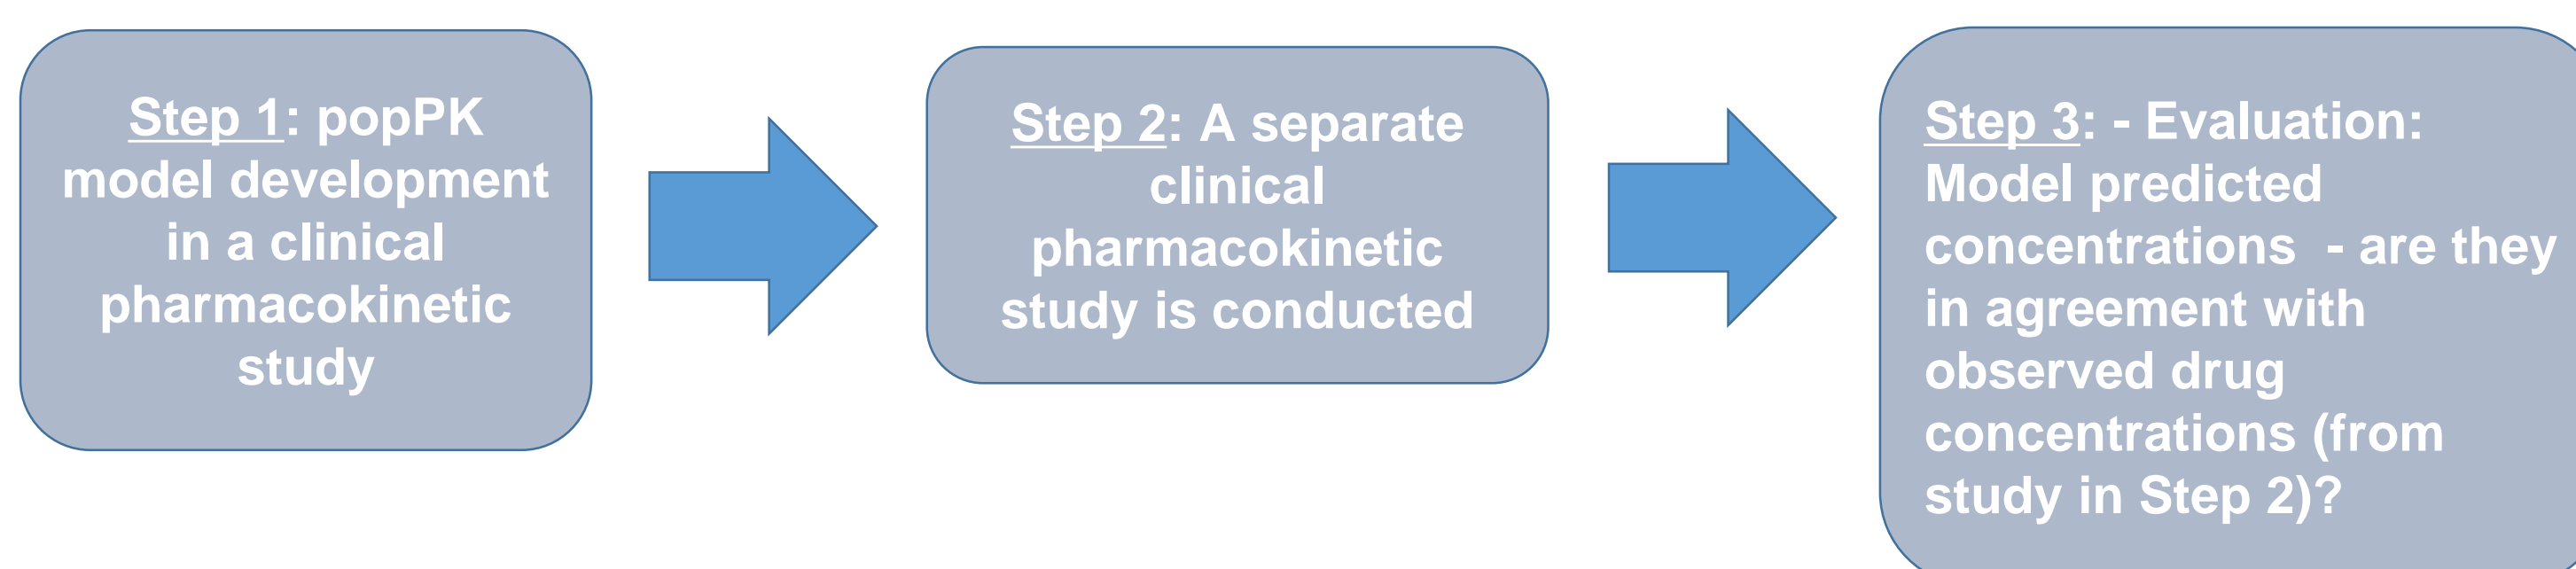 Step 1: popPK
model development
in a clinical
pharmacokinetic
study
Step 2: A separate
clinical
pharmacokinetic
study is conducted
Step 3: - Evaluation:
Model predicted
concentrations  - are they
in agreement with
observed drug
concentrations (from
study in Step 2)?